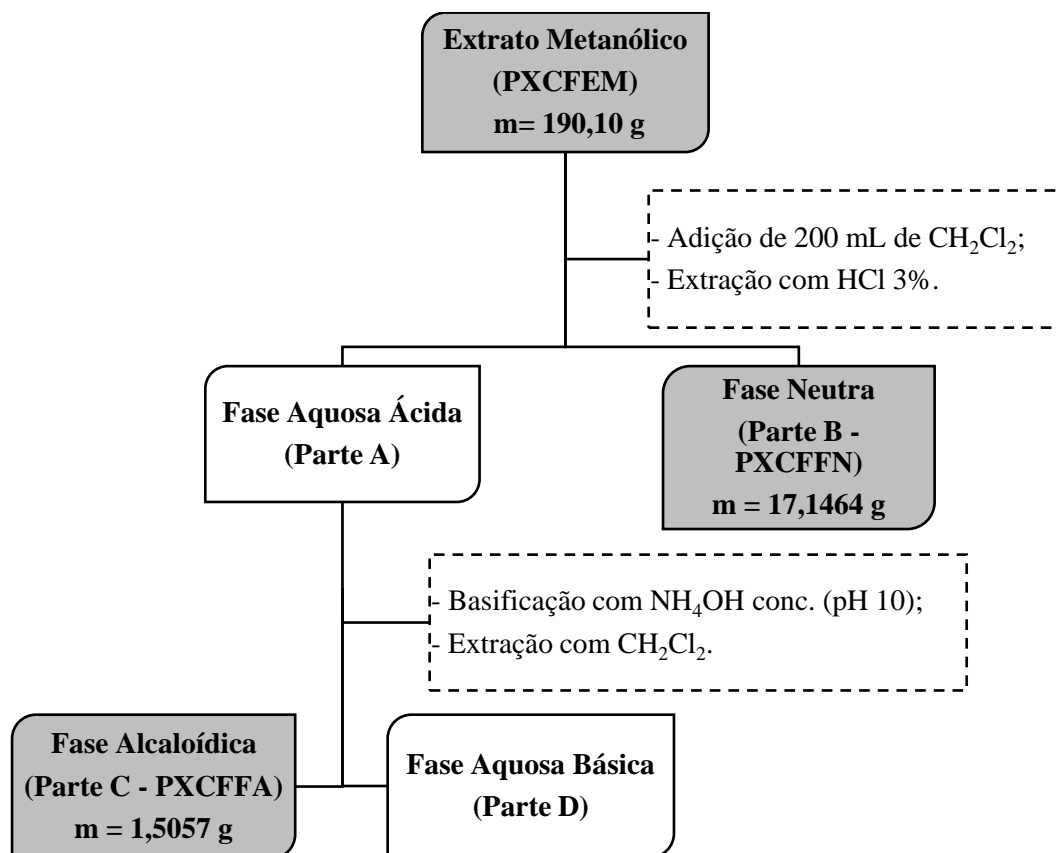 Extrato Metanólico
(PXCFEM)
m= 190,10 g
- Adição de 200 mL de CH₂Cl₂;
- Extração com HCl 3%.
Fase Aquosa Ácida
(Parte A)
Fase Neutra
(Parte B -
PXCFFN)
m = 17,1464 g
- Basificação com NH₄OH conc. (pH 10);
- Extração com CH₂Cl₂.
Fase Alcaloídica
(Parte C - PXCFFA)
m = 1,5057 g
Fase Aquosa Básica
(Parte D)